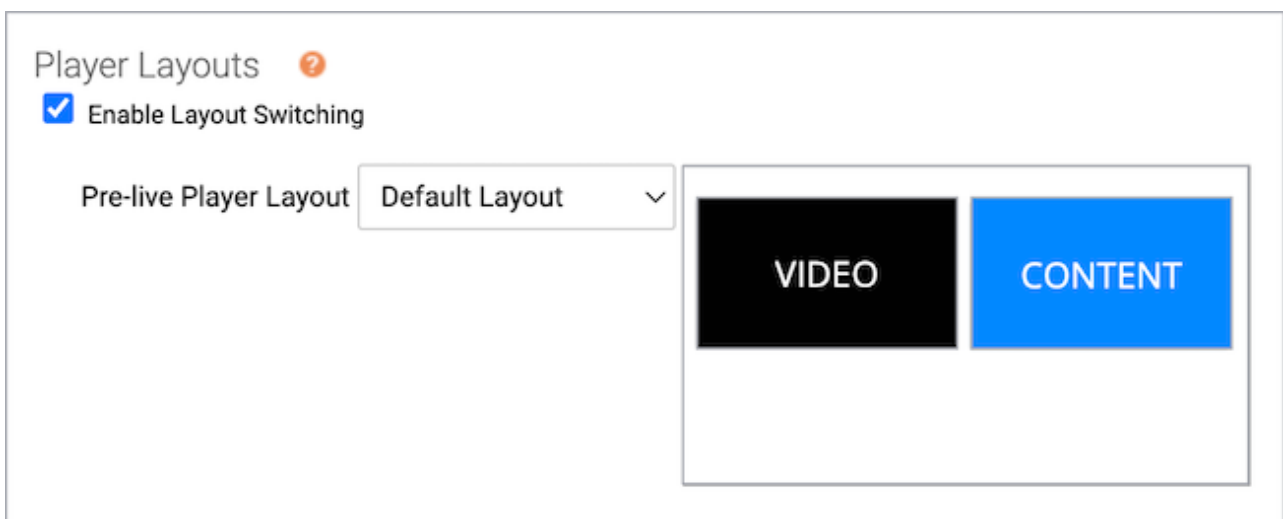 Player Layouts ?
Enable Layout Switching
Pre-live Player Layout Default Layout
VIDEO CONTENT